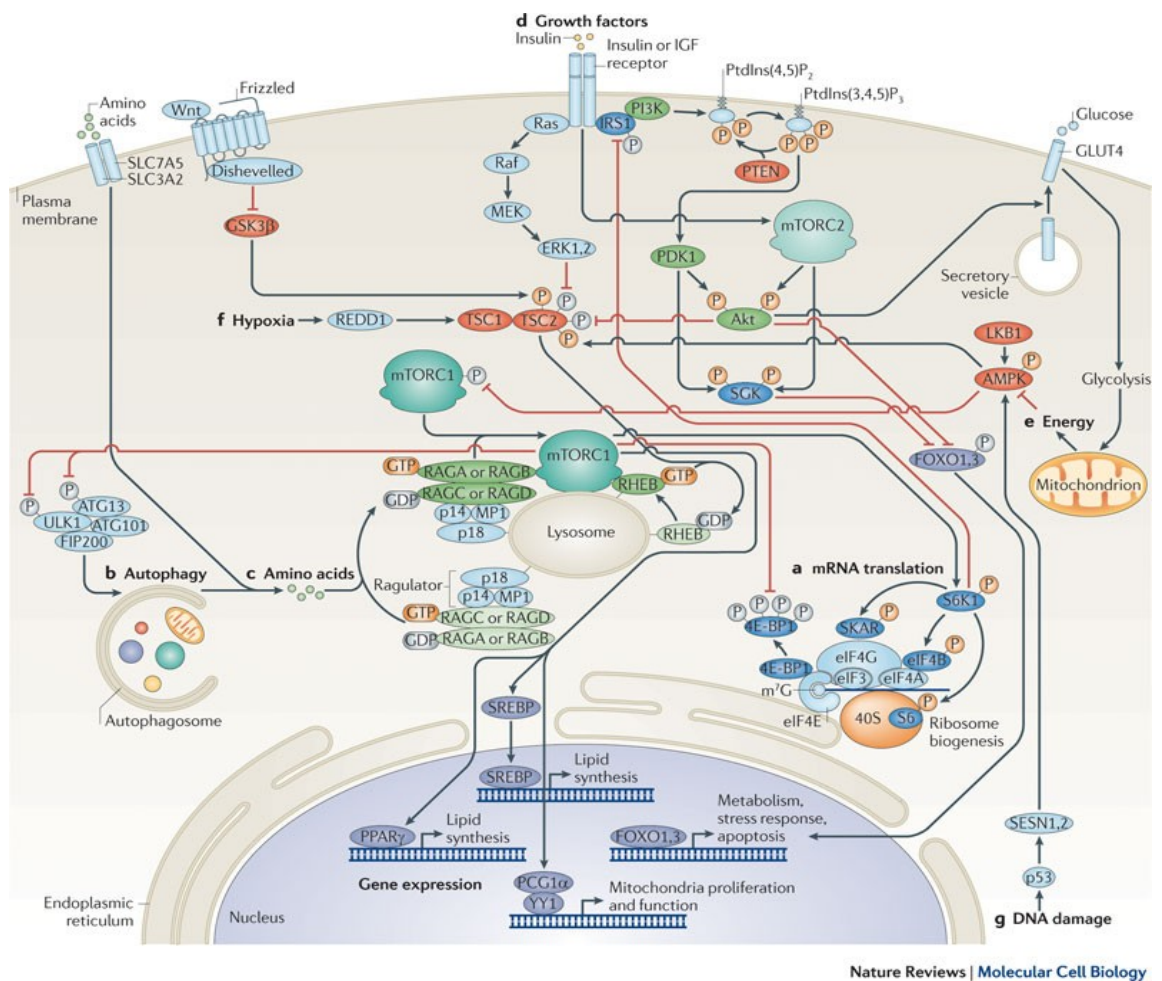 d Growth factors
Insulin
Insulin or IGF
receptor
PtdIns(4,5)P2
PtdIns(3,4,5)P3
Amino
acids
Wnt
Frizzled
Ras
IRS1
PI3K
P
P
P
P
P
P
Glucose
GLUT4
SLC7A5
SLC3A2
Dishevelled
Raf
PTEN
Plasma
membrane
GSK3β
MEK
mTORC2
ERK1,2
PDK1
Secretory
vesicle
P
P
P
P
f Hypoxia
REDD1
TSC1
TSC2
P
Akt
LKB1
P
P
mTORC1
P
P
P
SGK
AMPK
Glycolysis
e Energy
P
FOXO1,3
Mitochondrion
GTP
RAGA or RAGB
mTORC1
RHEB
GTP
P
P
GDP
RAGC or RAGD
ATG13
ULK1
ATG101
FIP200
p14
MP1
p18
Lysosome
RHEB
GDP
b Autophagy
c Amino acids
Ragulator
p18
p14
MP1
GTP
RAGC or RAGD
GDP
RAGA or RAGB
a mRNA translation
P
S6K1
P
P
P
P
4E-BP1
P
SKAR
P
eIF4G
eIF4B
4E-BP1
eIF3
eIF4A
m7G
eIF4E
40S
S6
P
Ribosome
biogenesis
Autophagosome
SREBP
SREBP
Lipid
synthesis
PPARγ
Lipid
synthesis
FOXO1,3
Metabolism,
stress response,
apoptosis
SESN1,2
p53
g DNA damage
Gene expression
PCG1α
YY1
Mitochondria proliferation
and function
Endoplasmic
reticulum
Nucleus
Nature Reviews | Molecular Cell Biology